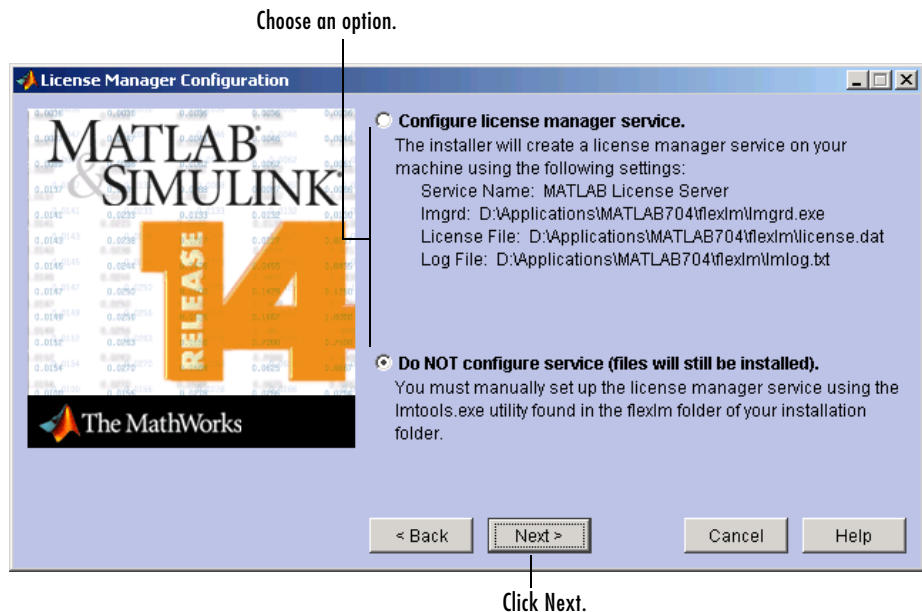 Choose an option.
License Manager Configuration
MATLAB®
& SIMULINK®
RELEASE 14
The MathWorks
Configure license manager service.
The installer will create a license manager service on your
machine using the following settings:
Service Name: MATLAB License Server
lmgrd: D:\Applications\MATLAB704\flexlm\lmgrd.exe
License File: D:\Applications\MATLAB704\flexlm\license.dat
Log File: D:\Applications\MATLAB704\flexlm\lmlog.txt
Do NOT configure service (files will still be installed).
You must manually set up the license manager service using the
lmtools.exe utility found in the flexlm folder of your installation
folder.
< Back
Next >
Cancel
Help
Click Next.